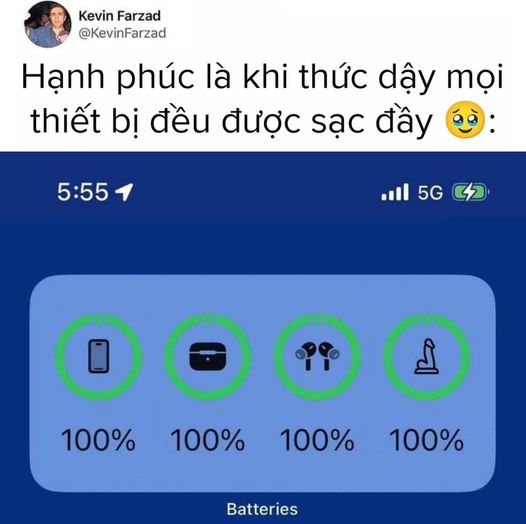 Kevin Farzad
@KevinFarzad
Hạnh phúc là khi thức dậy mọi
thiết bị đều được sạc đầy 🥹:
5:55
5G
100% 100% 100% 100%
Batteries